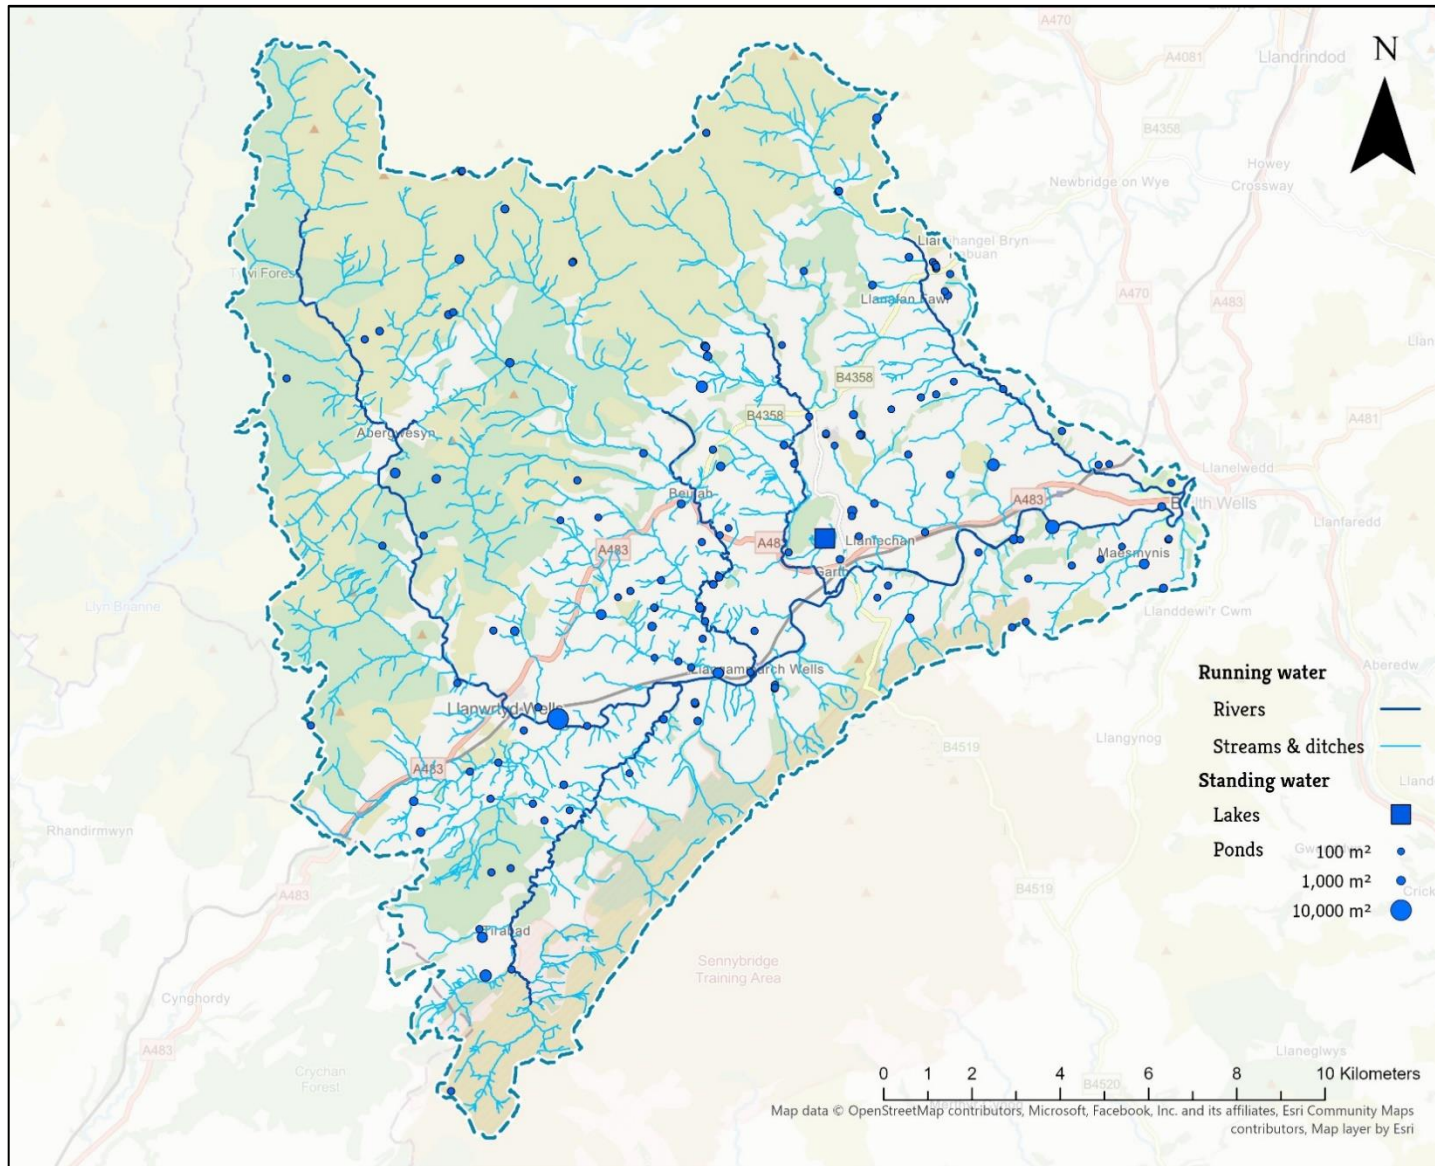 A470
A4081
Llandrindod
N
B4358
Howey
Crossway
Newbridge on Wye
Tywi Forest
Llanafan Fawr
A470
A483
B4358
B4358
A481
Abergwesyn
Llanelwedd
Beulah
A483
Builth Wells
Llanfaredd
A483
Garth
Maesmynis
A483
Llyn Brianne
Llanddewi'r Cwm
Llangammarch Wells
Aberedw
Running water
Rivers
Streams & ditches
Standing water
Lakes
Ponds
100 m²
1,000 m²
10,000 m²
Llanwrtyd Wells
B4519
Llangynog
A483
Rhandirmwyn
A483
B4519
Tirabad
Sennybridge
Training Area
Cynghordy
A483
Crychan
Forest
Llaneglwys
B4520
0 1 2 4 6 8 10 Kilometers
Map data © OpenStreetMap contributors, Microsoft, Facebook, Inc. and its affiliates, Esri Community Maps
contributors, Map layer by Esri